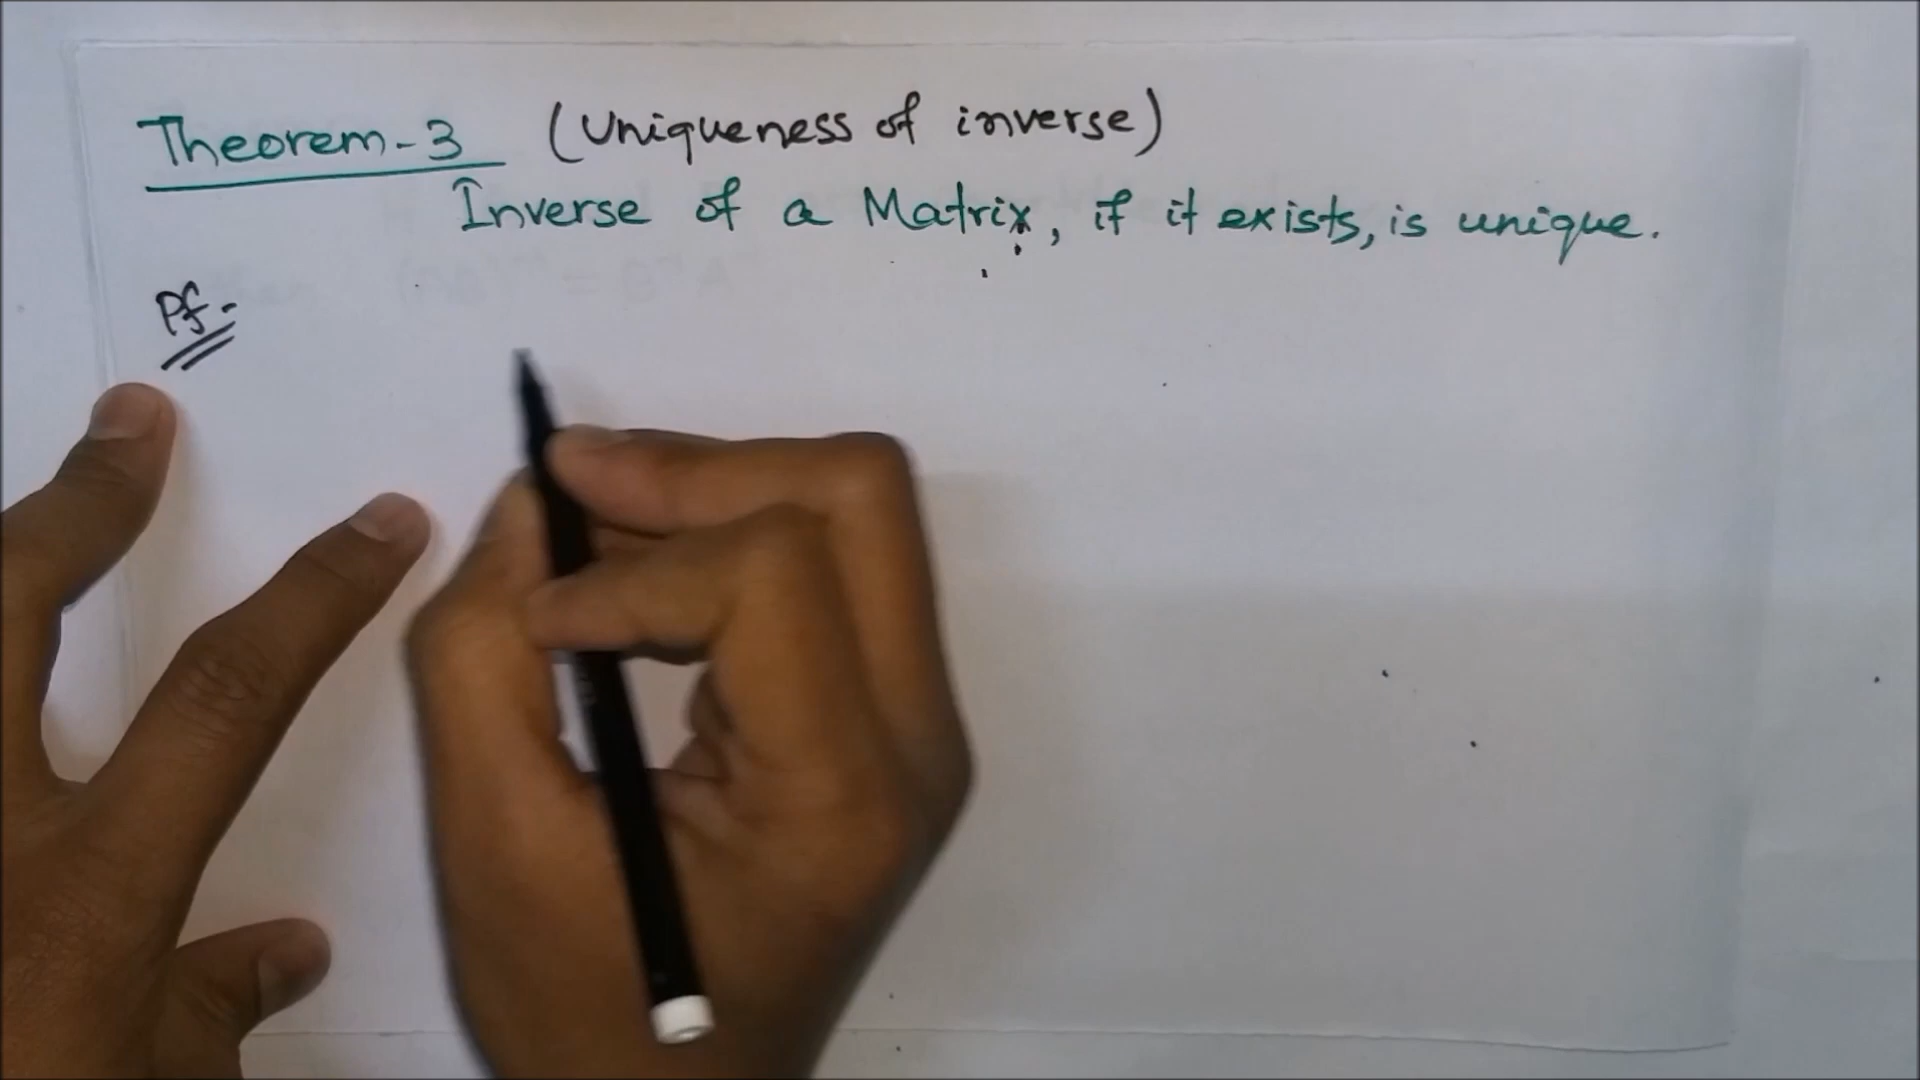 Theorem-3 (Uniqueness of inverse)
Inverse of a Matrix, if it exists, is unique.
Pf-